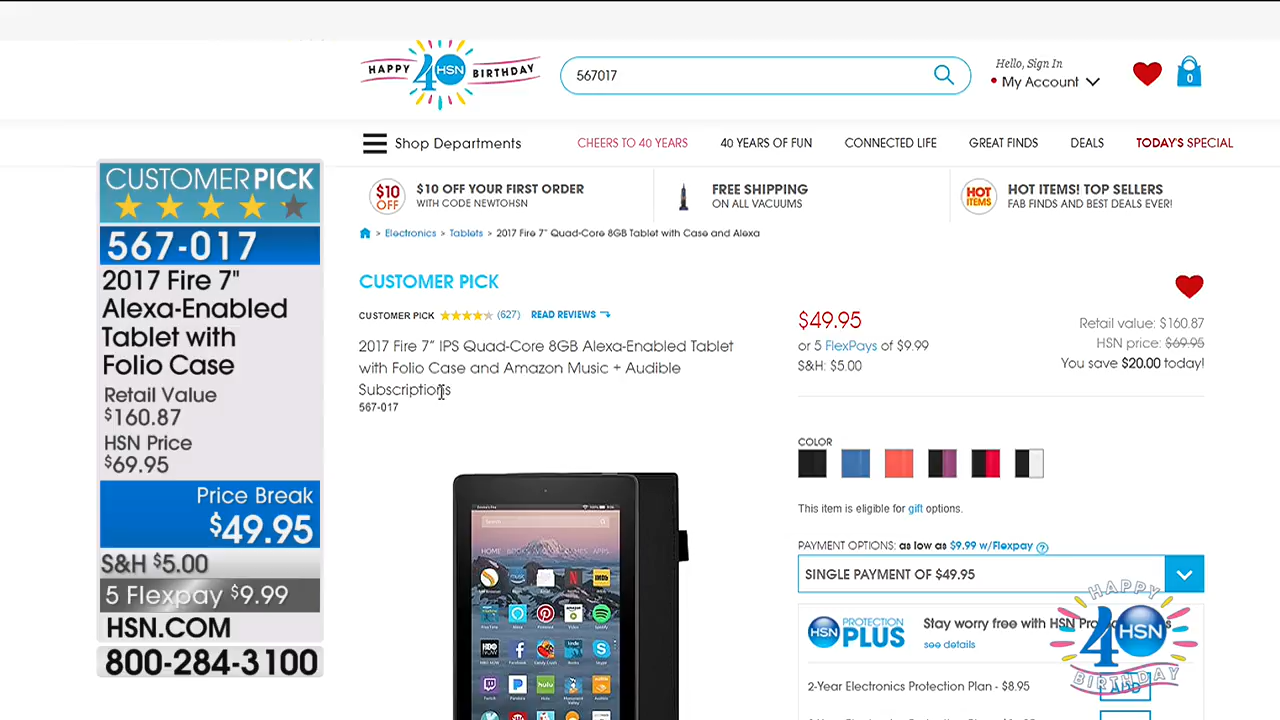 HAPPY 40 HSN BIRTHDAY
567017
Hello, Sign In
My Account
0
Shop Departments
CHEERS TO 40 YEARS
40 YEARS OF FUN
CONNECTED LIFE
GREAT FINDS
DEALS
TODAY'S SPECIAL
$10 OFF
$10 OFF YOUR FIRST ORDER
WITH CODE NEWTOHSN
FREE SHIPPING
ON ALL VACUUMS
HOT ITEMS
HOT ITEMS! TOP SELLERS
FAB FINDS AND BEST DEALS EVER!
> Electronics > Tablets > 2017 Fire 7" Quad-Core 8GB Tablet with Case and Alexa
CUSTOMER PICK
567-017
2017 Fire 7"
Alexa-Enabled
Tablet with
Folio Case
Retail Value
$160.87
HSN Price
$69.95
Price Break
$49.95
S&H $5.00
5 Flexpay $9.99
HSN.COM
800-284-3100
CUSTOMER PICK
CUSTOMER PICK (627) READ REVIEWS
2017 Fire 7” IPS Quad-Core 8GB Alexa-Enabled Tablet
with Folio Case and Amazon Music + Audible
Subscriptions
567-017
HOME BOOKS
$49.95
or 5 FlexPays of $9.99
S&H: $5.00
Retail value: $160.87
HSN price: $69.95
You save $20.00 today!
COLOR
This item is eligible for gift options.
PAYMENT OPTIONS: as low as $9.99 w/Flexpay ?
SINGLE PAYMENT OF $49.95
HSN PROTECTION PLUS
Stay worry free with HSN
see details
2-Year Electronics Protection Plan - $8.95
ADD
HAPPY
40 HSN
BIRTHDAY